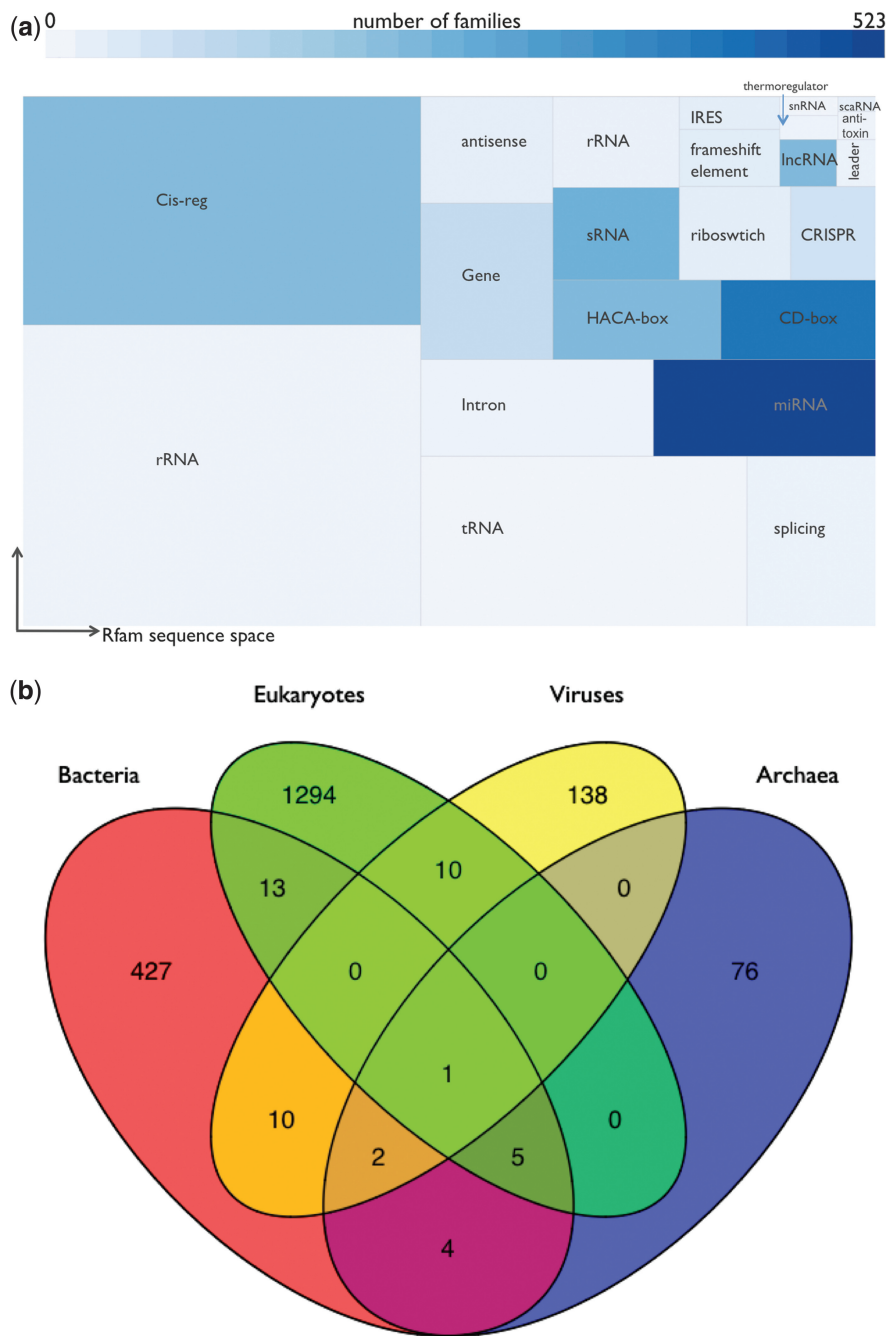 (a)
0 number of families 523
thermoregulator
snRNA
scaRNA
anti-
toxin
IRES
antisense
rRNA
frameshift
element
lncRNA
leader
Cis-reg
sRNA
riboswtich
CRISPR
Gene
HACA-box
CD-box
Intron
miRNA
rRNA
tRNA
splicing
Rfam sequence space
(b)
Eukaryotes
Viruses
Bacteria
Archaea
1294
138
10
13
0
427
0
0
76
1
10
0
2
5
4